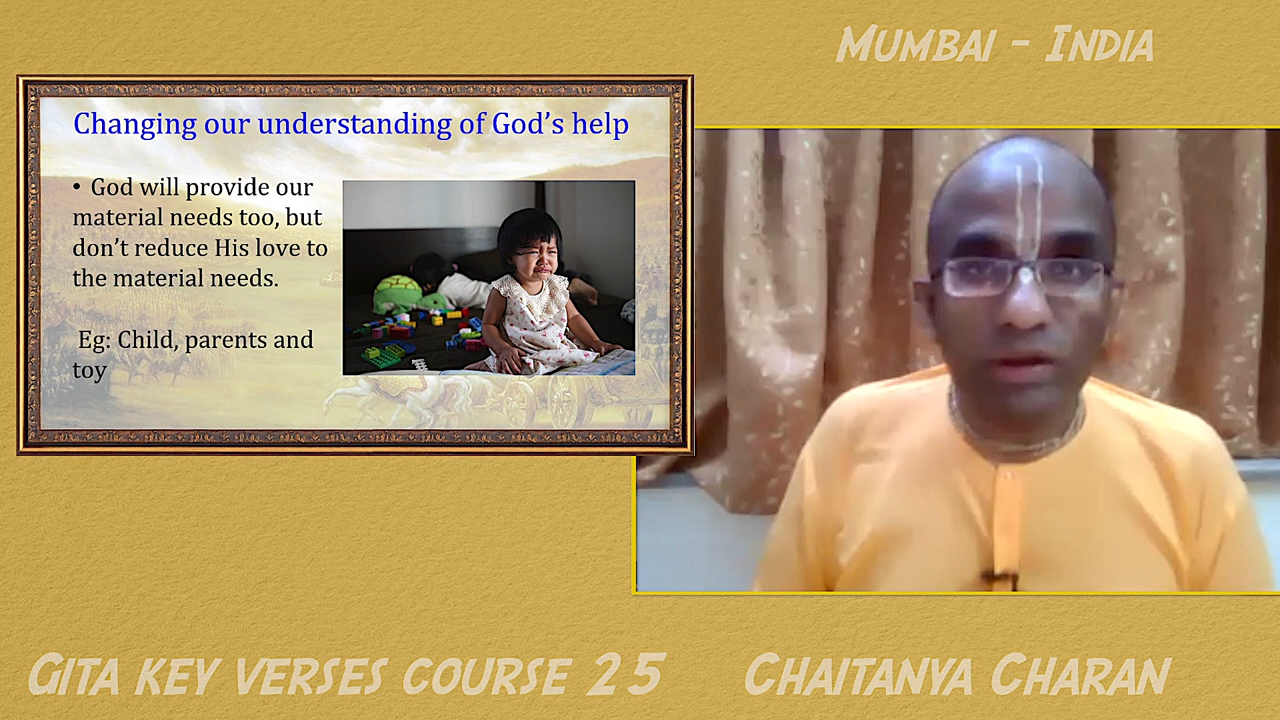 Mumbai - India
Changing our understanding of God's help
• God will provide our
material needs too, but
don't reduce His love to
the material needs.
Eg: Child, parents and
toy
Gita key verses course 25
Chaitanya Charan